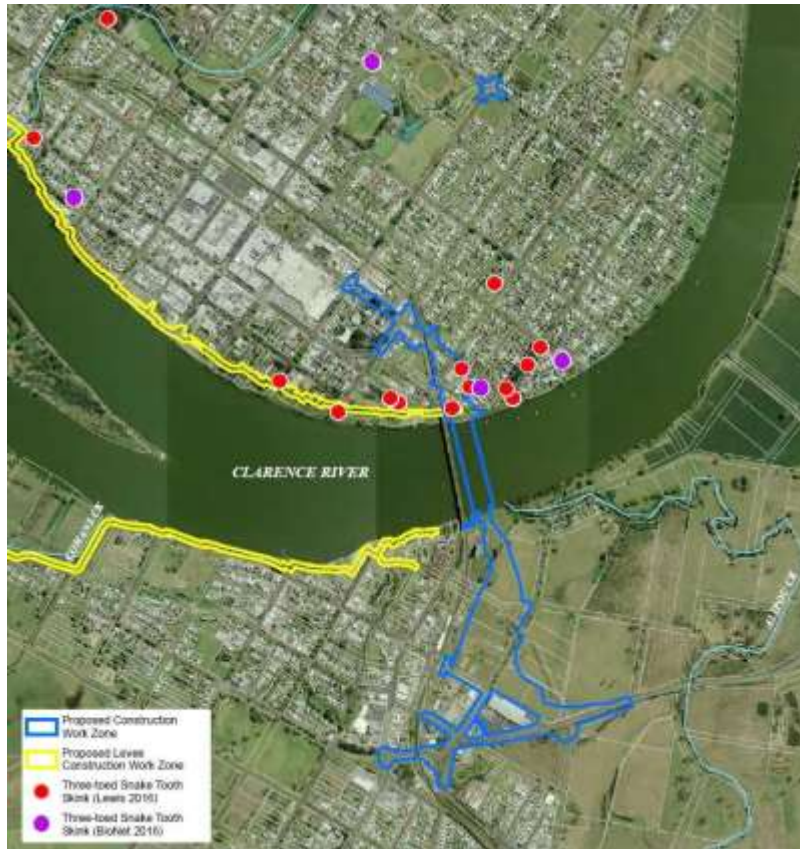 CLARENCE RIVER
Proposed Construction
Work Zone
Proposed Levee
Construction Work Zone
Three-toed Snake Tooth
Skink (Lewis 2016)
Three-toed Snake Tooth
Skink (BioNet 2016)